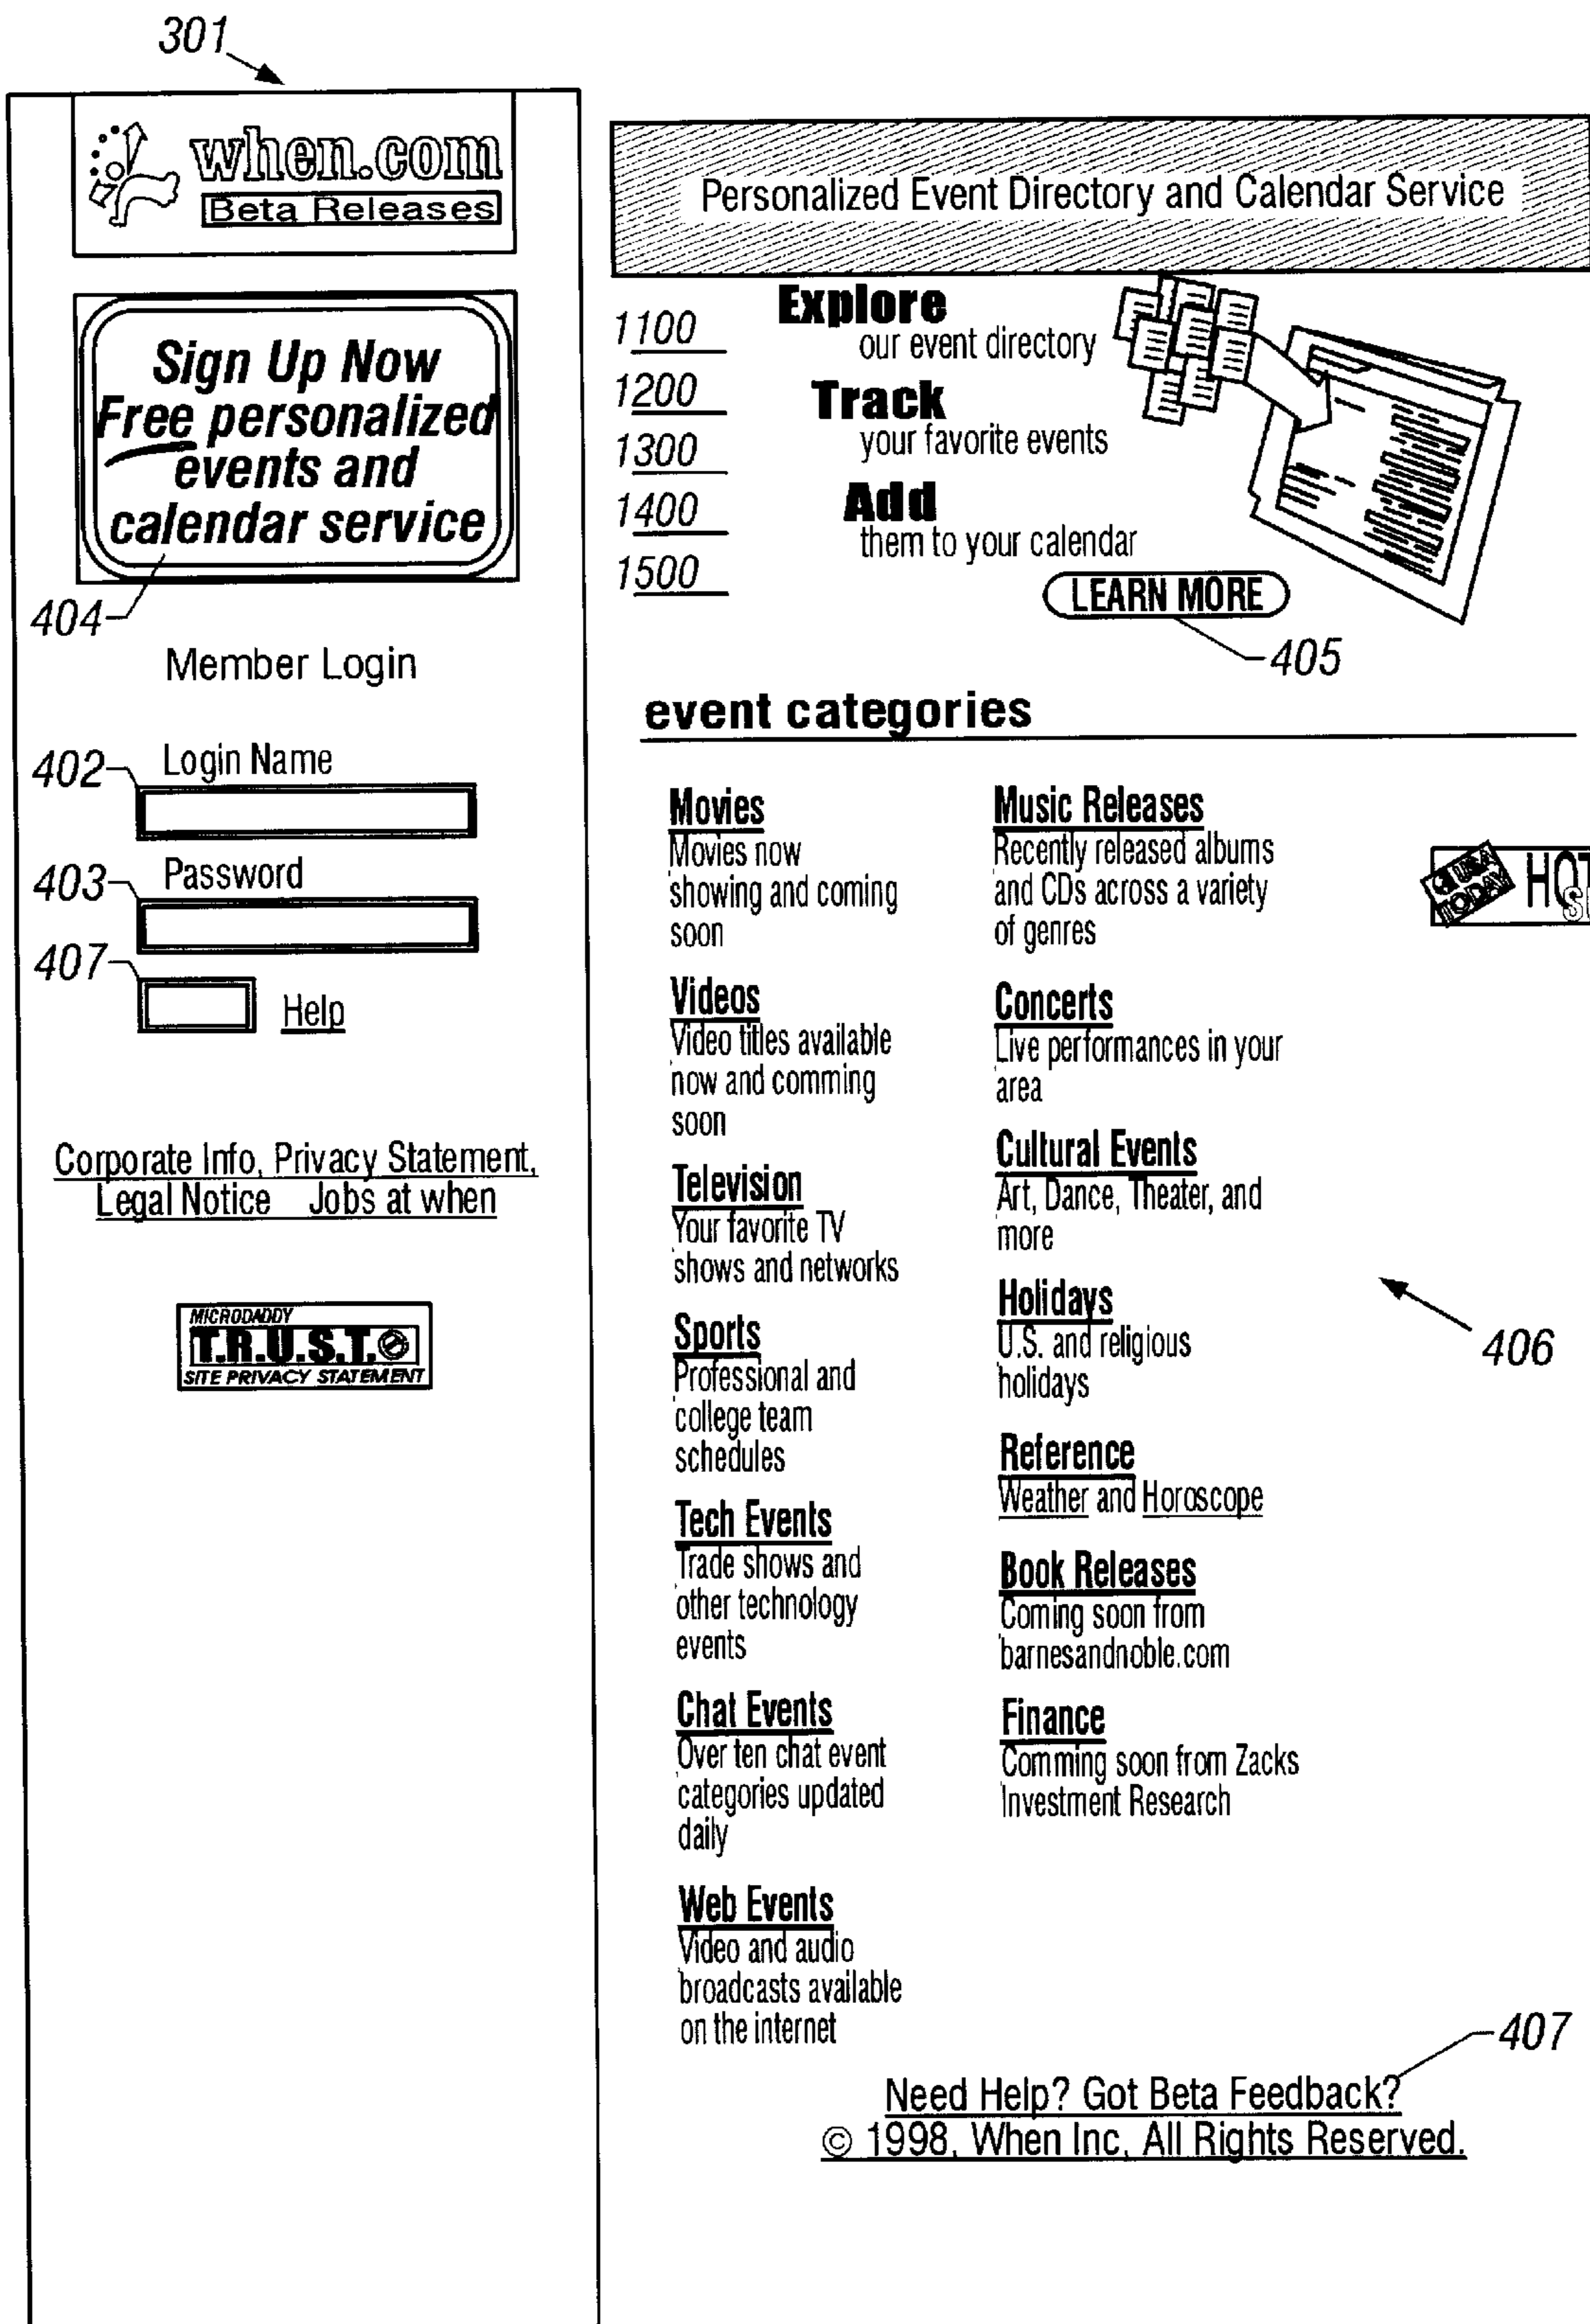 301
when.com
Beta Releases
Sign Up Now
Free personalized
events and
calendar service
404
Member Login
402
Login Name
403
Password
407
Help
Corporate Info, Privacy Statement,
Legal Notice Jobs at when
MICRODADDY
T.R.U.S.T.
SITE PRIVACY STATEMENT
Personalized Event Directory and Calendar Service
1100
1200
1300
1400
1500
Explore
our event directory
Track
your favorite events
Add
them to your calendar
LEARN MORE
405
event categories
Movies
Movies now
showing and coming
soon
Videos
Video titles available
now and comming
soon
Television
Your favorite TV
shows and networks
Sports
Professional and
college team
schedules
Tech Events
Trade shows and
other technology
events
Chat Events
Over ten chat event
categories updated
daily
Web Events
Video and audio
broadcasts available
on the internet
Music Releases
Recently released albums
and CDs across a variety
of genres
Concerts
Live performances in your
area
Cultural Events
Art, Dance, Theater, and
more
Holidays
U.S. and religious
holidays
Reference
Weather and Horoscope
Book Releases
Coming soon from
barnesandnoble.com
Finance
Comming soon from Zacks
Investment Research
USA
TODAY
HOT
406
407
Need Help? Got Beta Feedback?
© 1998, When Inc, All Rights Reserved.